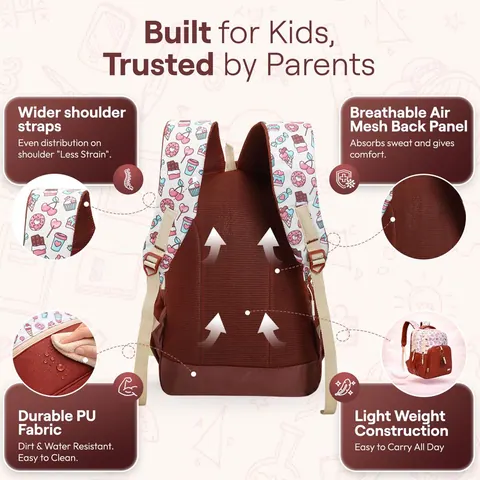 Built for Kids,
Trusted by Parents
Wider shoulder
straps
Even distribution on
shoulder "Less Strain".
Breathable Air
Mesh Back Panel
Absorbs sweat and gives
comfort.
Durable PU
Fabric
Dirt & Water Resistant.
Easy to Clean.
Light Weight
Construction
Easy to Carry All Day